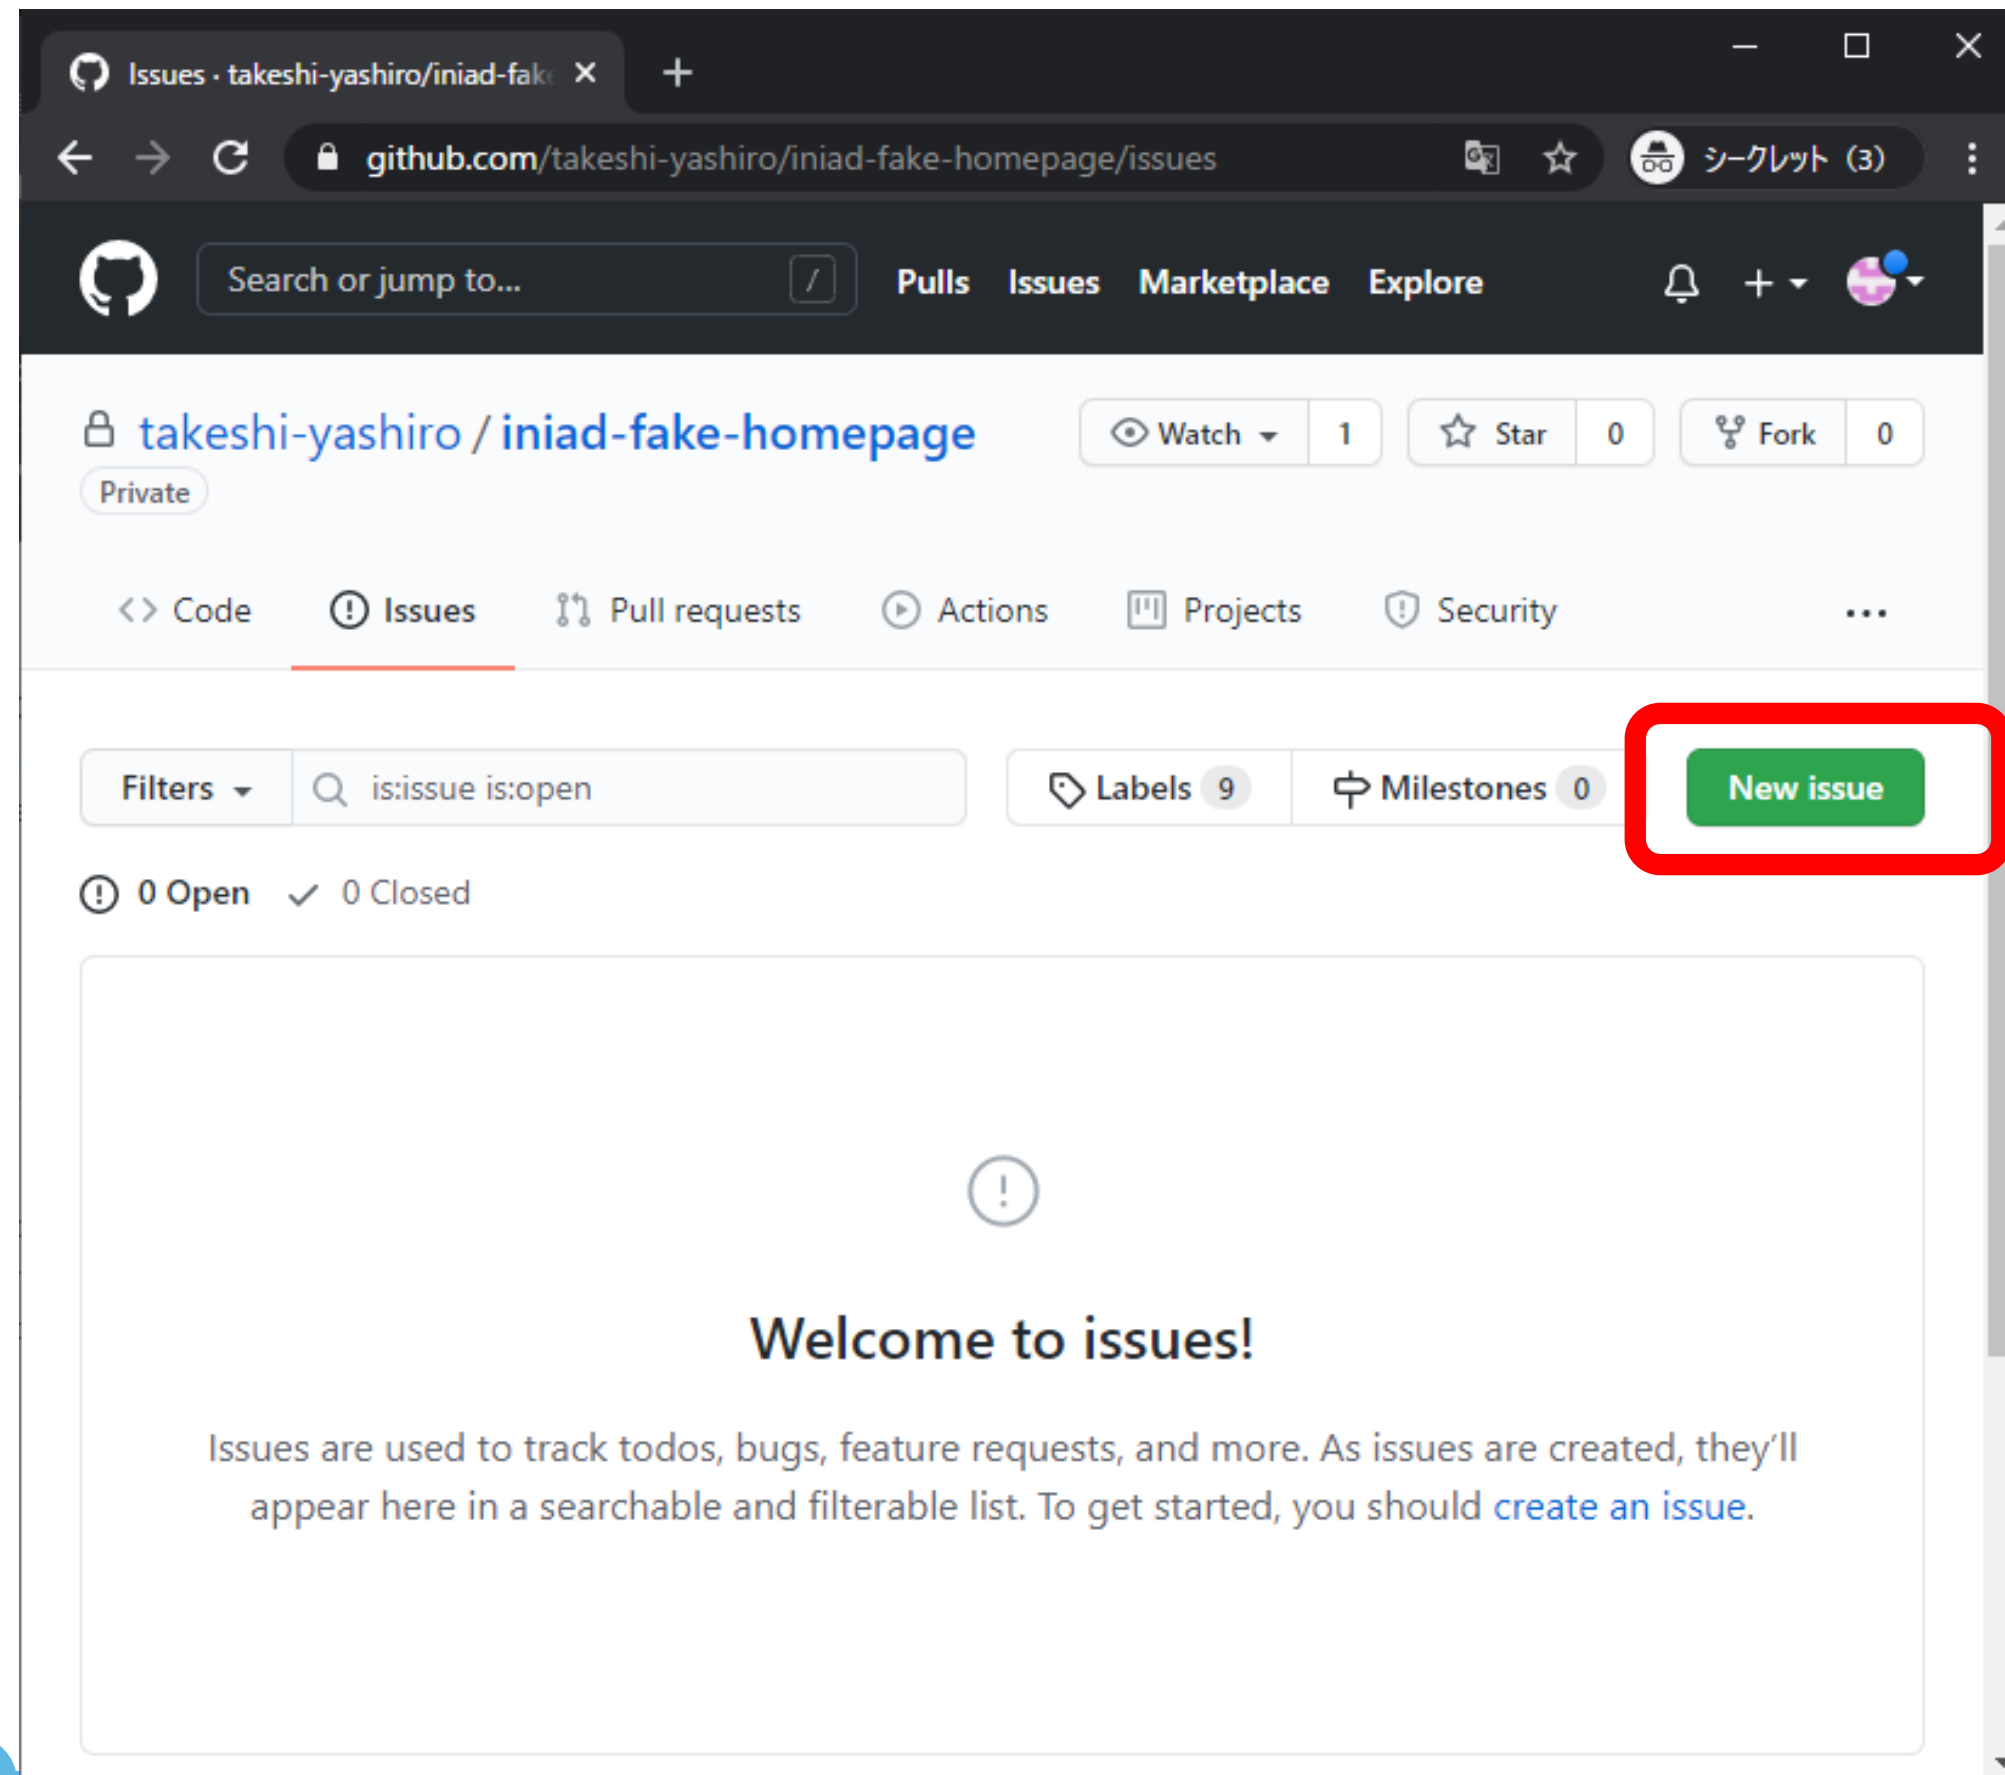 Issues · takeshi-yashiro/iniad-fak
github.com/takeshi-yashiro/iniad-fake-homepage/issues シークレット (3)
Search or jump to... / Pulls Issues Marketplace Explore
takeshi-yashiro / iniad-fake-homepage Watch 1 Star 0 Fork 0
Private
Code Issues Pull requests Actions Projects Security ...
Filters is:issue is:open Labels 9 Milestones 0 New issue
0 Open 0 Closed
Welcome to issues!
Issues are used to track todos, bugs, feature requests, and more. As issues are created, they’ll
appear here in a searchable and filterable list. To get started, you should create an issue.